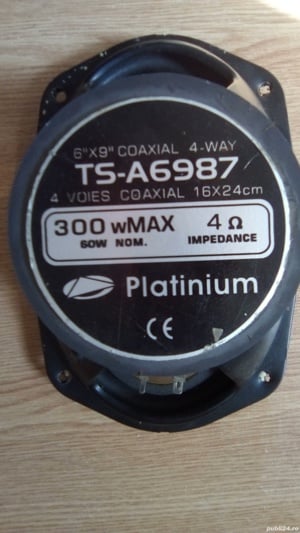 6"X9" COAXIAL 4-WAY
TS-A6987
4 VOIES COAXIAL 16X24cm
300 wMAX 4 Ω
60W NOM. IMPEDANCE
Platinium
CE
publi24.ro